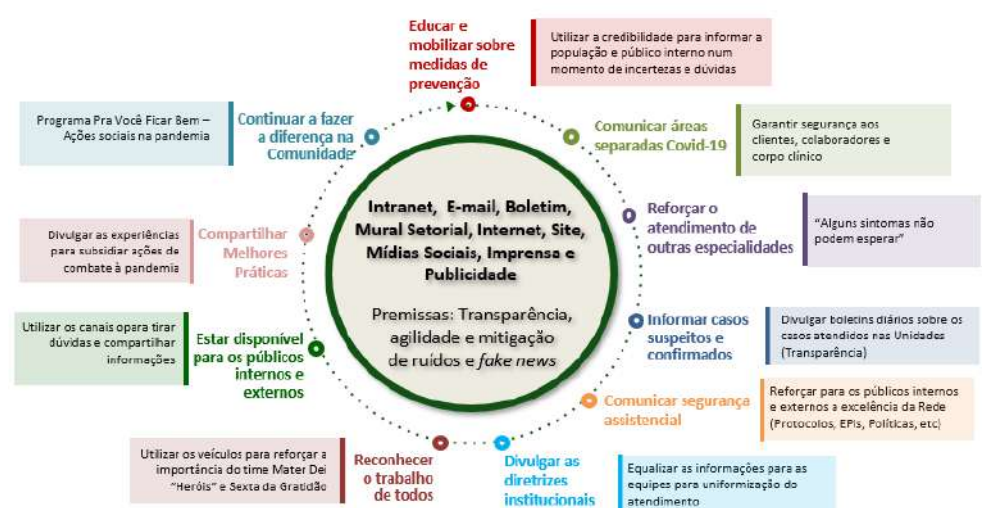 Educar e
mobilizar sobre
medidas de
prevenção
Utilizar a credibilidade para informar a
população e público interno num
momento de incertezas e dúvidas
Comunicar áreas
separadas Covid-19
Garantir segurança aos
clientes, colaboradores e
corpo clínico
Reforçar o
atendimento de
outras especialidades
“Alguns sintomas não
podem esperar”
Informar casos
suspeitos e
confirmados
Divulgar boletins diários sobre os
casos atendidos nas Unidades
(Transparência)
Comunicar segurança
assistencial
Reforçar para os públicos internos
e externos a excelência da Rede
(Protocolos, EPIs, Políticas, etc)
Divulgar as
diretrizes
institucionais
Equalizar as informações para as
equipes para uniformização do
atendimento
Reconhecer
o trabalho
de todos
Utilizar os veículos para reforçar a
importância do time Mater Dei
“Heróis” e Sexta da Gratidão
Estar disponível
para os públicos
internos e
externos
Utilizar os canais opara tirar
dúvidas e compartilhar
informações
Compartilhar
Melhores
Práticas
Divulgar as experiências
para subsidiar ações de
combate à pandemia
Continuar a fazer
a diferença na
Comunidade
Programa Pra Você Ficar Bem –
Ações sociais na pandemia
Intranet, E-mail, Boletim,
Mural Setorial, Internet, Site,
Mídias Sociais, Imprensa e
Publicidade
Premissas: Transparência,
agilidade e mitigação
de ruídos e fake news